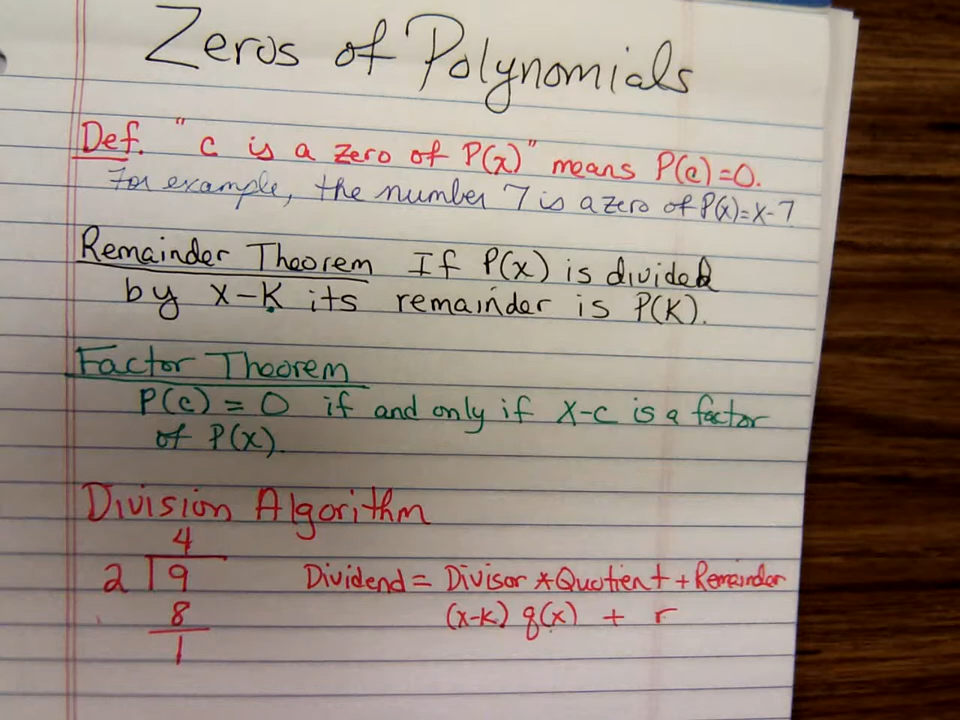 Zeros of Polynomials
Def. "c is a zero of P(x)" means P(c)=0.
For example, the number 7 is a zero of P(x)=x-7
Remainder Theorem If P(x) is divided
by x-K its remainder is P(K).
Factor Theorem
P(c) = 0 if and only if x-c is a factor
of P(x).
Division Algorithm
4
2 9 Dividend = Divisor * Quotient + Remainder
8 (x-k) q(x) + r
1